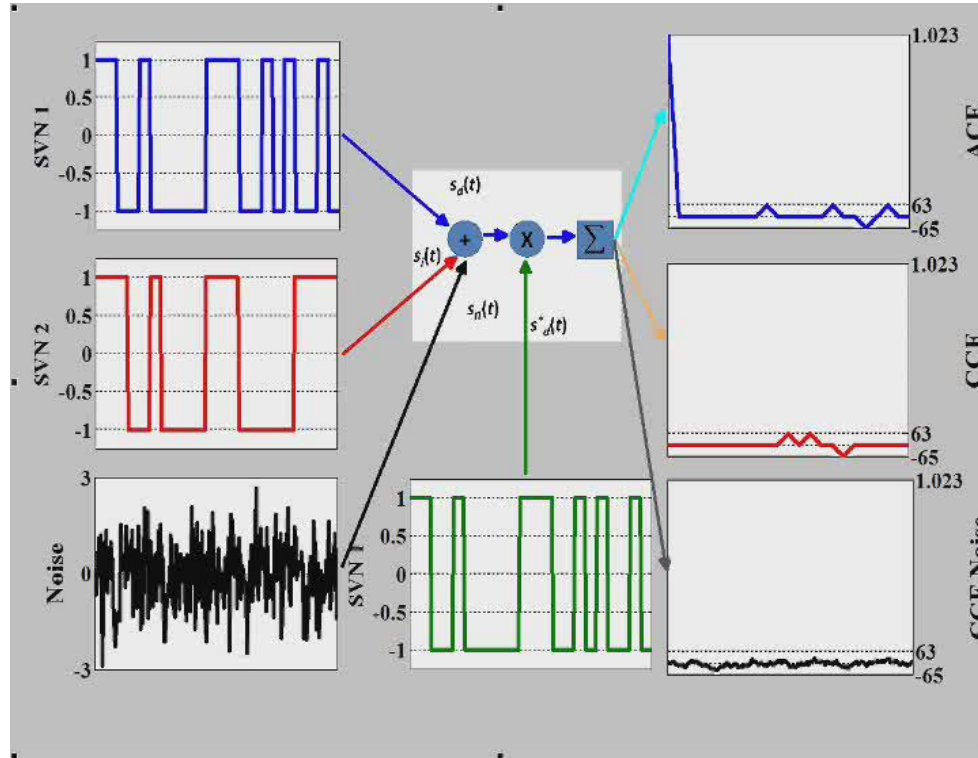 SVN 1
1
0.5
0
-0.5
-1
SVN 2
1
0.5
0
-0.5
-1
Noise
3
0
-3
s_d(t)
s_i(t)
s_n(t)
s*_d(t)
+
X
Σ
SVN 1
1
0.5
0
-0.5
-1
1.023
63
-65
ACF
1.023
63
-65
CCF
1.023
63
-65
CCF Noise